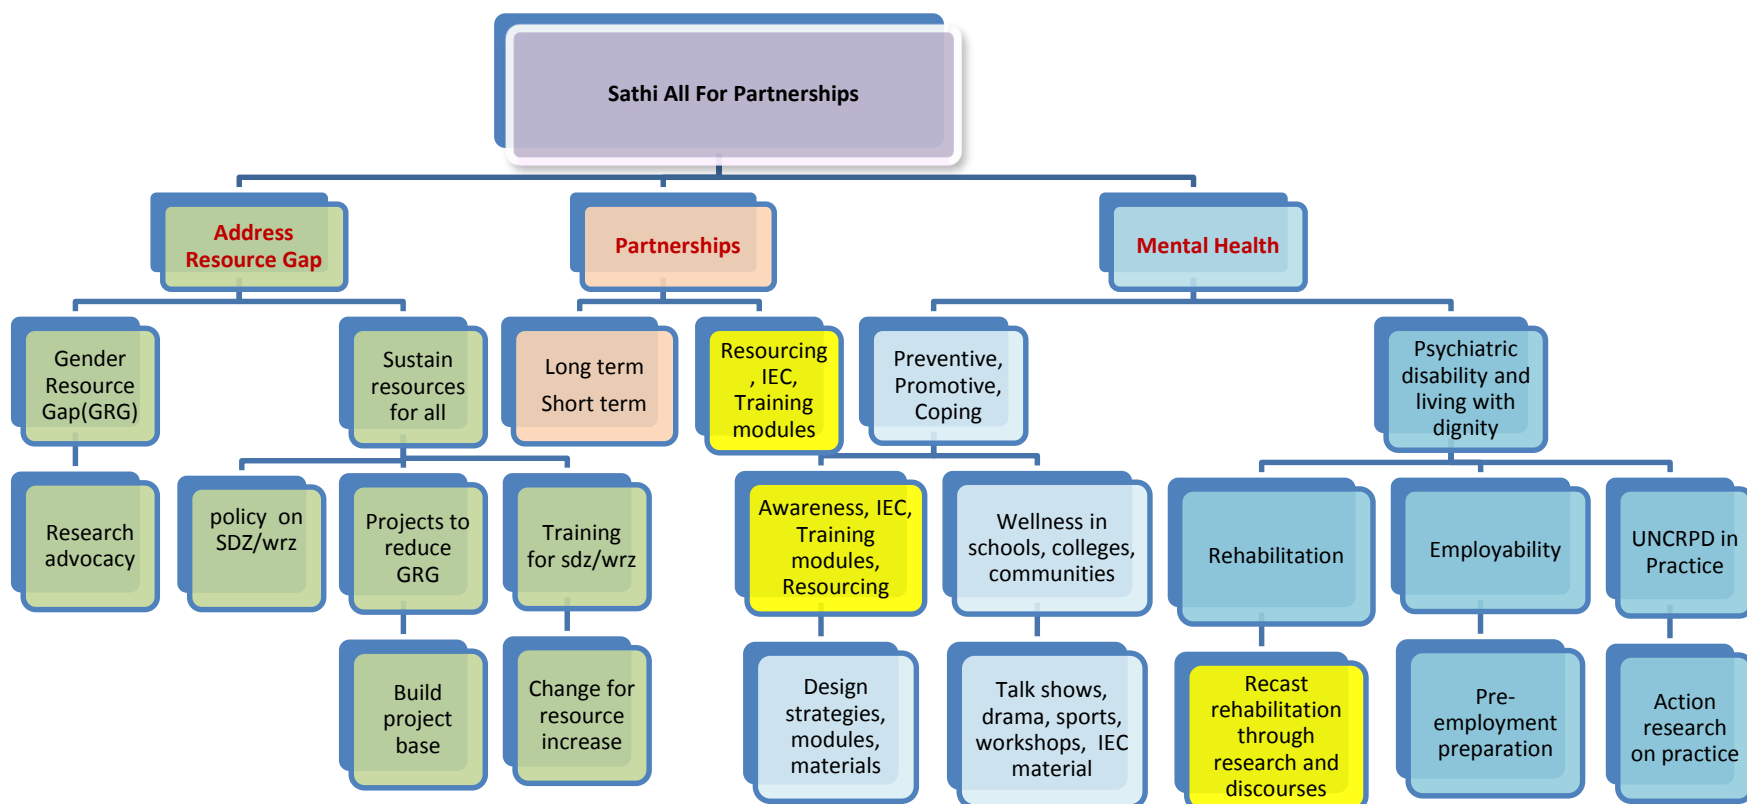 Sathi All For Partnerships
Address
Resource Gap
Partnerships
Mental Health
Gender
Resource
Gap(GRG)
Sustain
resources
for all
Long term
Short term
Resourcing
, IEC,
Training
modules
Preventive,
Promotive,
Coping
Psychiatric
disability and
living with
dignity
Research
advocacy
policy on
SDZ/wrz
Projects to
reduce
GRG
Training
for sdz/wrz
Awareness, IEC,
Training
modules,
Resourcing
Wellness in
schools, colleges,
communities
Rehabilitation
Employability
UNCRPD in
Practice
Build
project
base
Change for
resource
increase
Design
strategies,
modules,
materials
Talk shows,
drama, sports,
workshops, IEC
material
Recast
rehabilitation
through
research and
discourses
Pre-
employment
preparation
Action
research
on practice